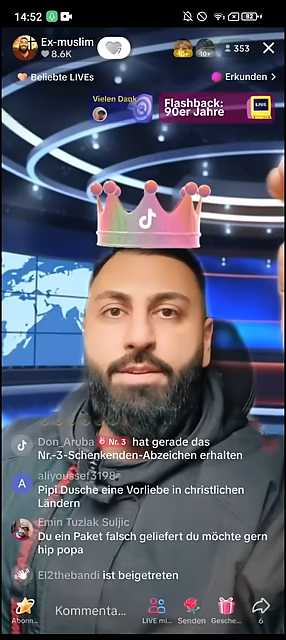 14:52
82
Ex-muslim
8.6K
10+
10+
353
Beliebte LIVEs
Erkunden >
Vielen Dank
Flashback:
90er Jahre
LIVE
Don_Aruba Nr. 3 hat gerade das
Nr.-3-Schenkenden-Abzeichen erhalten
A
aliyoussef3198
Pipi Dusche eine Vorliebe in christlichen
Ländern
Emin Tuzlak Suljic
Du ein Paket falsch geliefert du möchte gern
hip popa
El2thebandi ist beigetreten
Abonn...
Kommenta...
LIVE mi...
Senden
Gesche...
6